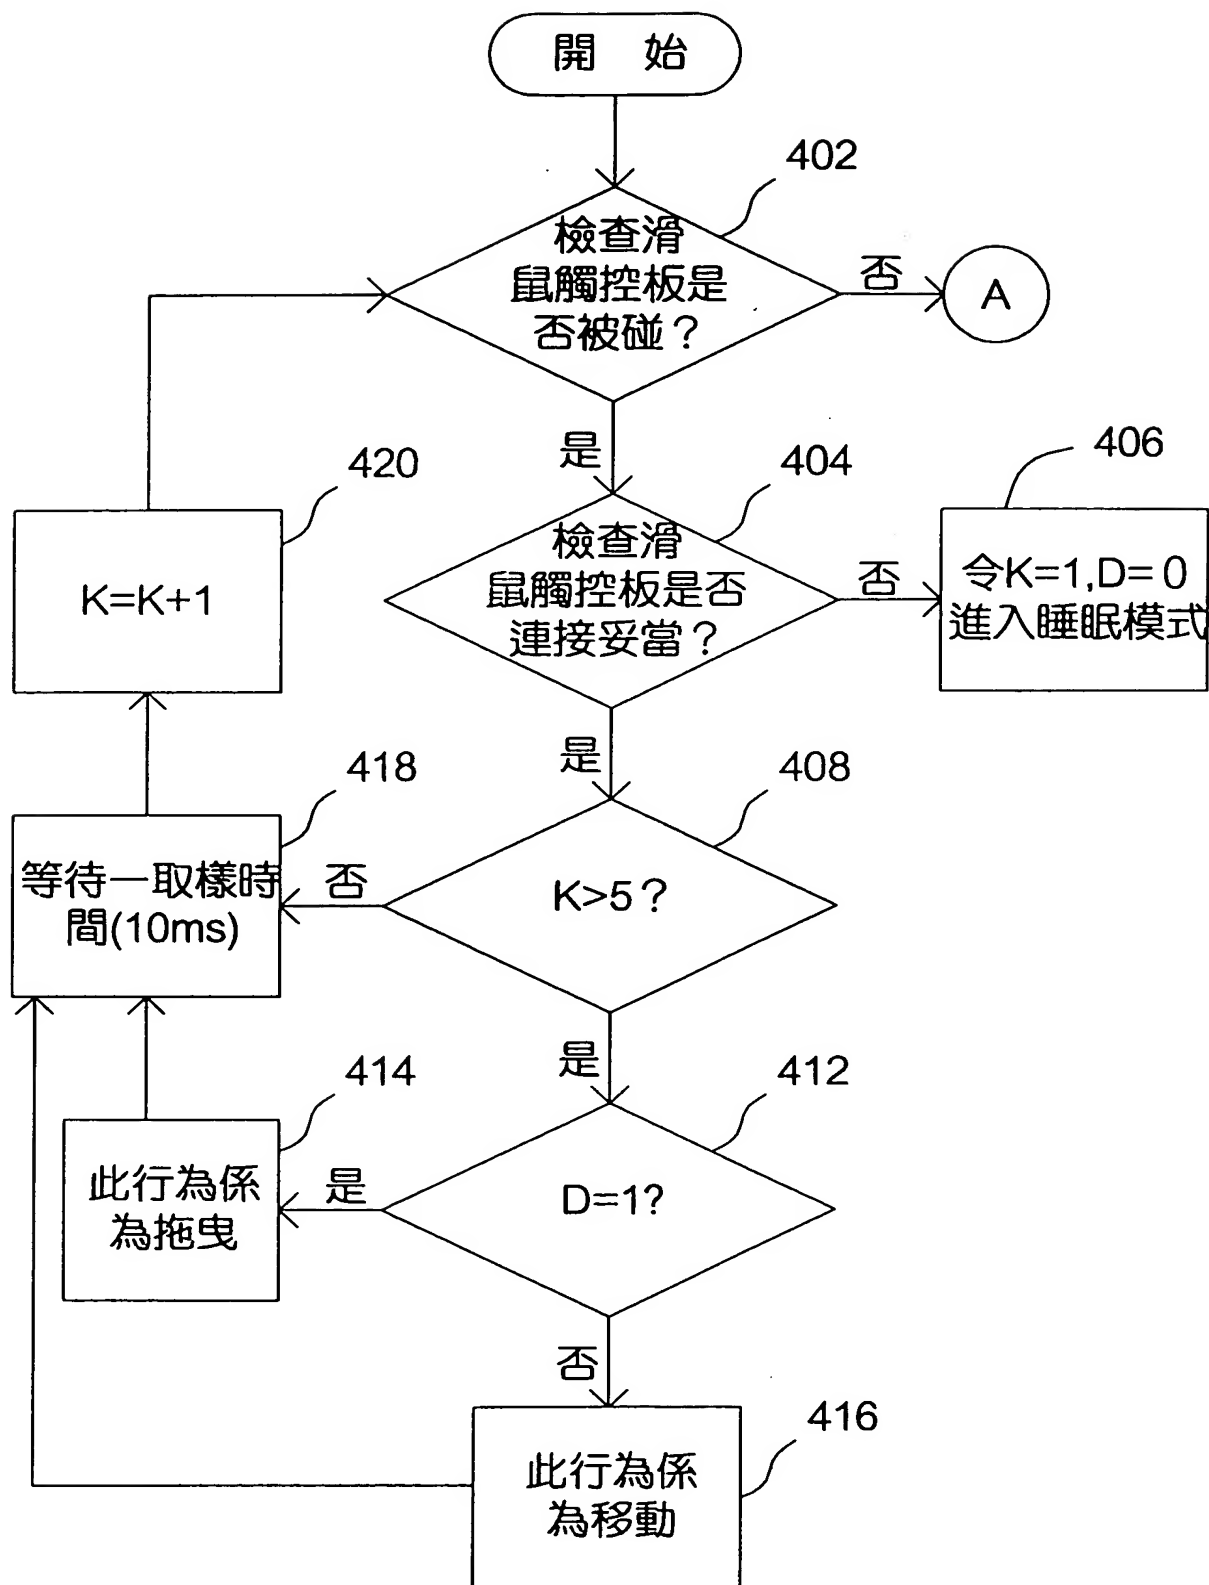 開 始
402
檢查滑
鼠觸控板是
否被碰？
否
A
是
420
404
406
K=K+1
檢查滑
鼠觸控板是否
連接妥當？
否
令K=1,D=0
進入睡眠模式
是
418
408
等待一取樣時
間(10ms)
否
K>5？
是
414
412
此行為係
為拖曳
是
D=1?
否
416
此行為係
為移動